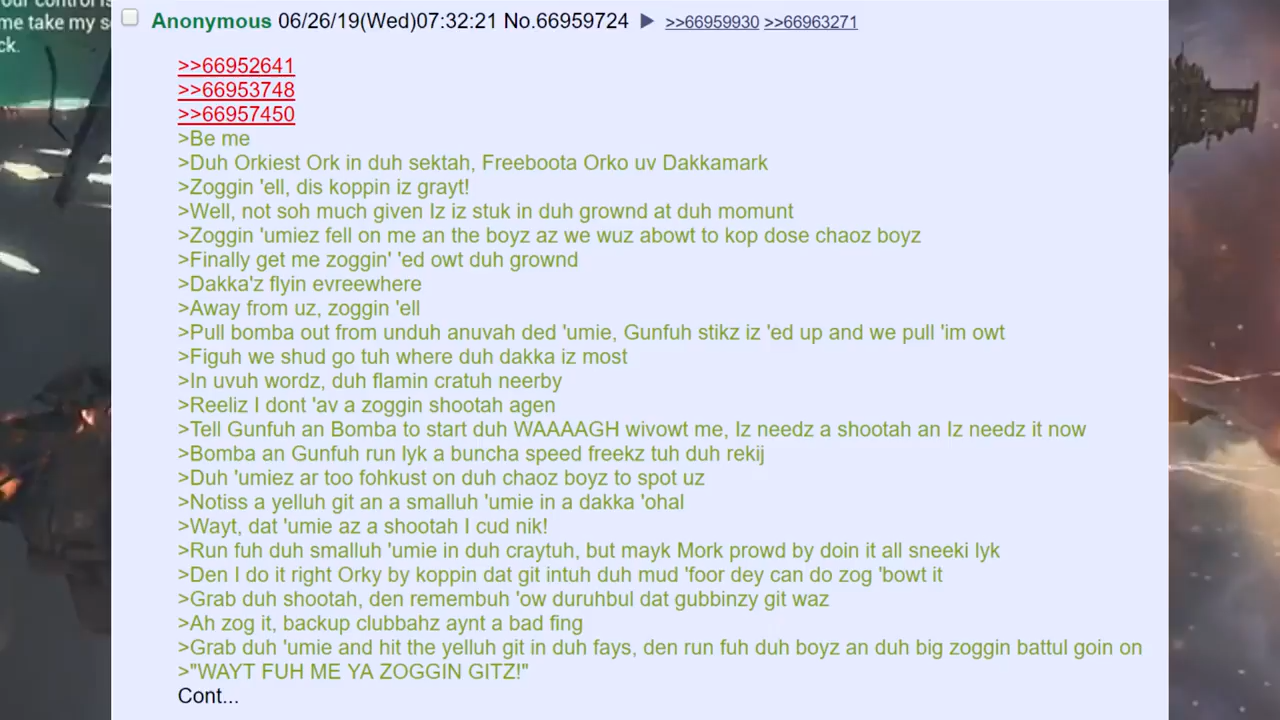 our control is
me take my s
ck.
Anonymous 06/26/19(Wed)07:32:21 No.66959724 ▶ >>66959930 >>66963271
>>66952641
>>66953748
>>66957450
>Be me
>Duh Orkiest Ork in duh sektah, Freeboota Orko uv Dakkamark
>Zoggin 'ell, dis koppin iz grayt!
>Well, not soh much given Iz iz stuk in duh grownd at duh momunt
>Zoggin 'umiez fell on me an the boyz az we wuz abowt to kop dose chaoz boyz
>Finally get me zoggin' 'ed owt duh grownd
>Dakka'z flyin evreewhere
>Away from uz, zoggin 'ell
>Pull bomba out from unduh anuvah ded 'umie, Gunfuh stikz iz 'ed up and we pull 'im owt
>Figuh we shud go tuh where duh dakka iz most
>In uvuh wordz, duh flamin cratuh neerby
>Reeliz I dont 'av a zoggin shootah agen
>Tell Gunfuh an Bomba to start duh WAAAAGH wivowt me, Iz needz a shootah an Iz needz it now
>Bomba an Gunfuh run lyk a buncha speed freekz tuh duh rekij
>Duh 'umiez ar too fohkust on duh chaoz boyz to spot uz
>Notiss a yelluh git an a smalluh 'umie in a dakka 'ohal
>Wayt, dat 'umie az a shootah I cud nik!
>Run fuh duh smalluh 'umie in duh craytuh, but mayk Mork prowd by doin it all sneeki lyk
>Den I do it right Orky by koppin dat git intuh duh mud 'foor dey can do zog 'bowt it
>Grab duh shootah, den remembuh 'ow duruhbul dat gubbinzy git waz
>Ah zog it, backup clubbahz aynt a bad fing
>Grab duh 'umie and hit the yelluh git in duh fays, den run fuh duh boyz an duh big zoggin battul goin on
>"WAYT FUH ME YA ZOGGIN GITZ!"
Cont...